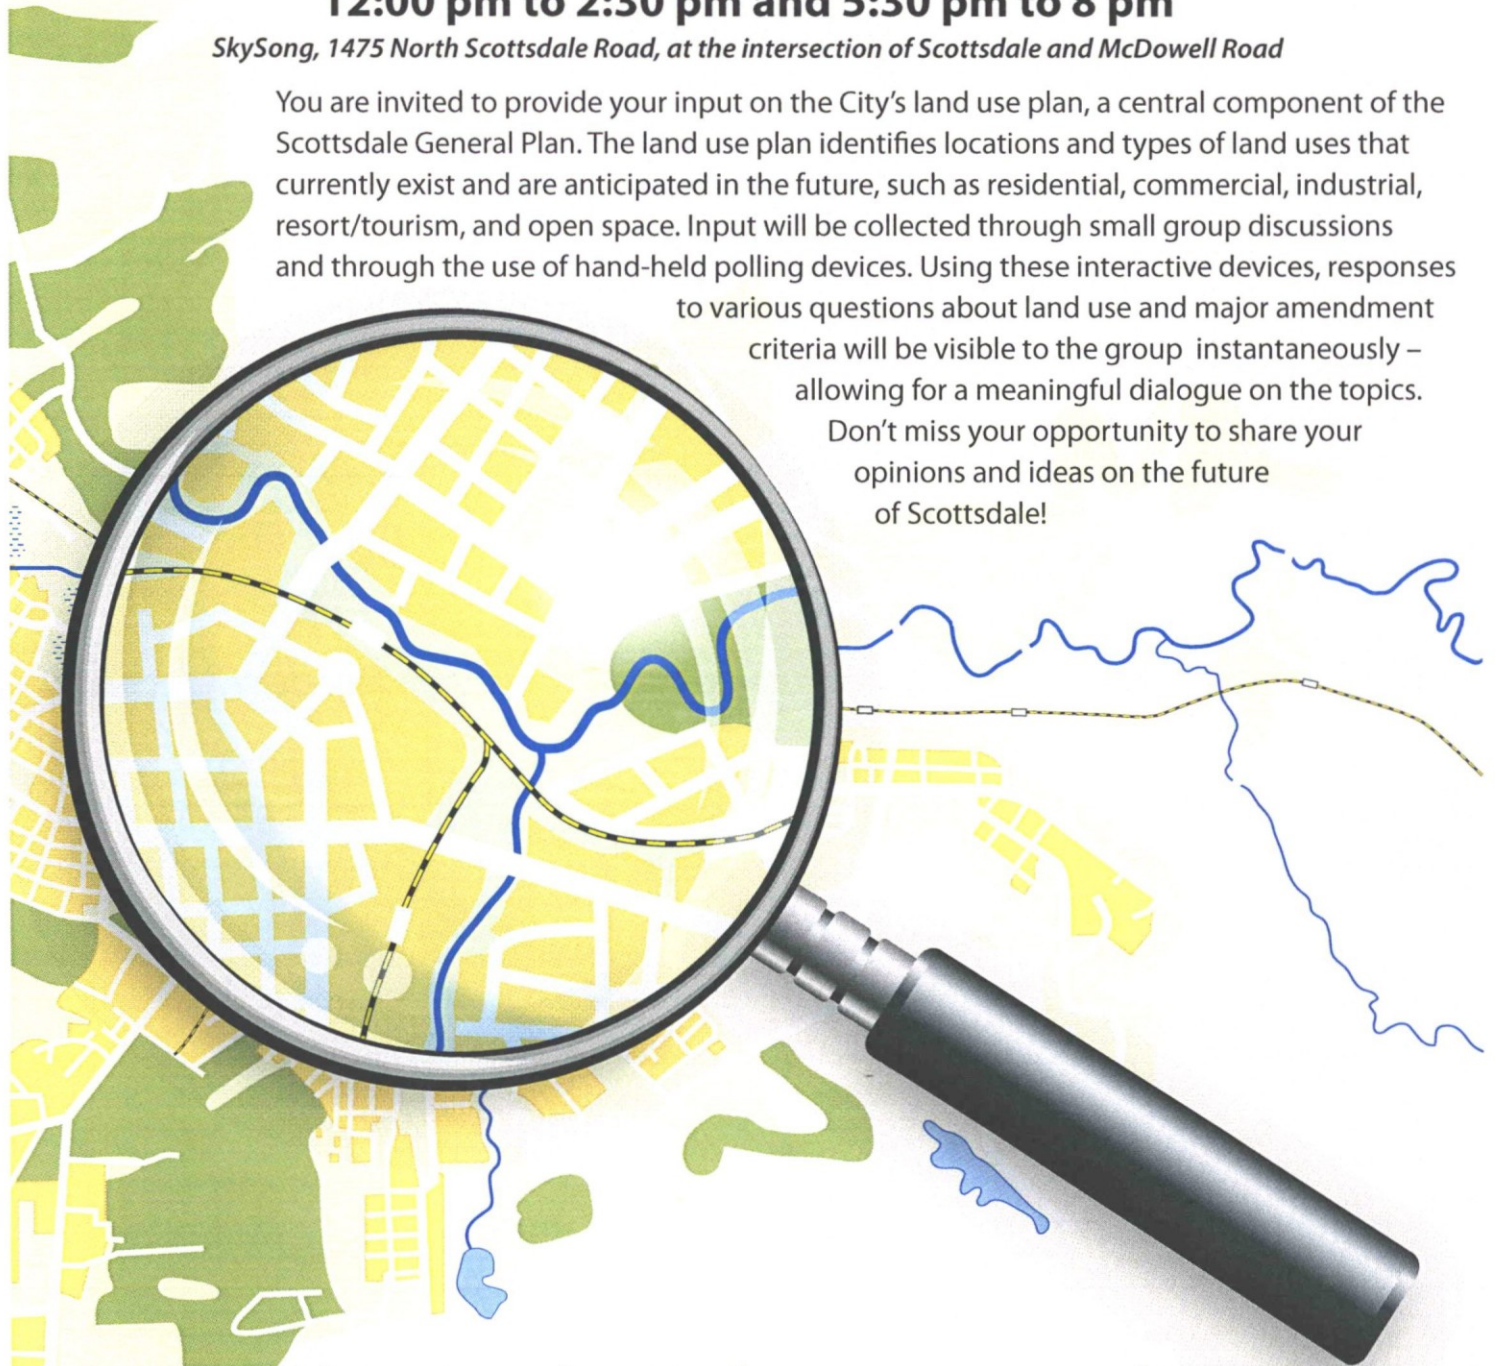 12:00 pm to 2:30 pm and 5:30 pm to 8 pm
SkySong, 1475 North Scottsdale Road, at the intersection of Scottsdale and McDowell Road
You are invited to provide your input on the City's land use plan, a central component of the
Scottsdale General Plan. The land use plan identifies locations and types of land uses that
currently exist and are anticipated in the future, such as residential, commercial, industrial,
resort/tourism, and open space. Input will be collected through small group discussions
and through the use of hand-held polling devices. Using these interactive devices, responses
to various questions about land use and major amendment
criteria will be visible to the group instantaneously –
allowing for a meaningful dialogue on the topics.
Don't miss your opportunity to share your
opinions and ideas on the future
of Scottsdale!